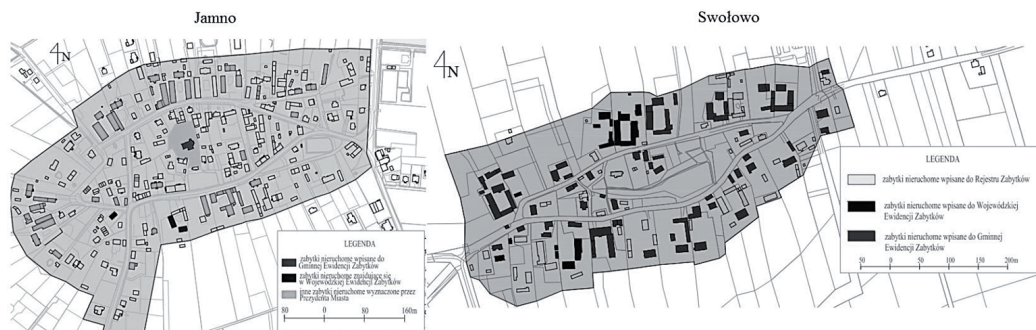 Jamno
N
LEGENDA
zabytki nieruchome wpisane do
Gminnej Ewidencji Zabytków
zabytki nieruchome znajdujące się
w Wojewódzkiej Ewidencji Zabytków
inne zabytki nieruchome wyznaczone przez
Prezydenta Miasta
80 0 80 160m
Swołowo
N
LEGENDA
zabytki nieruchome wpisane do Rejestru Zabytków
zabytki nieruchome wpisane do Wojewódzkiej
Ewidencji Zabytków
zabytki nieruchome wpisane do Gminnej
Ewidencji Zabytków
50 0 50 100 150 200m